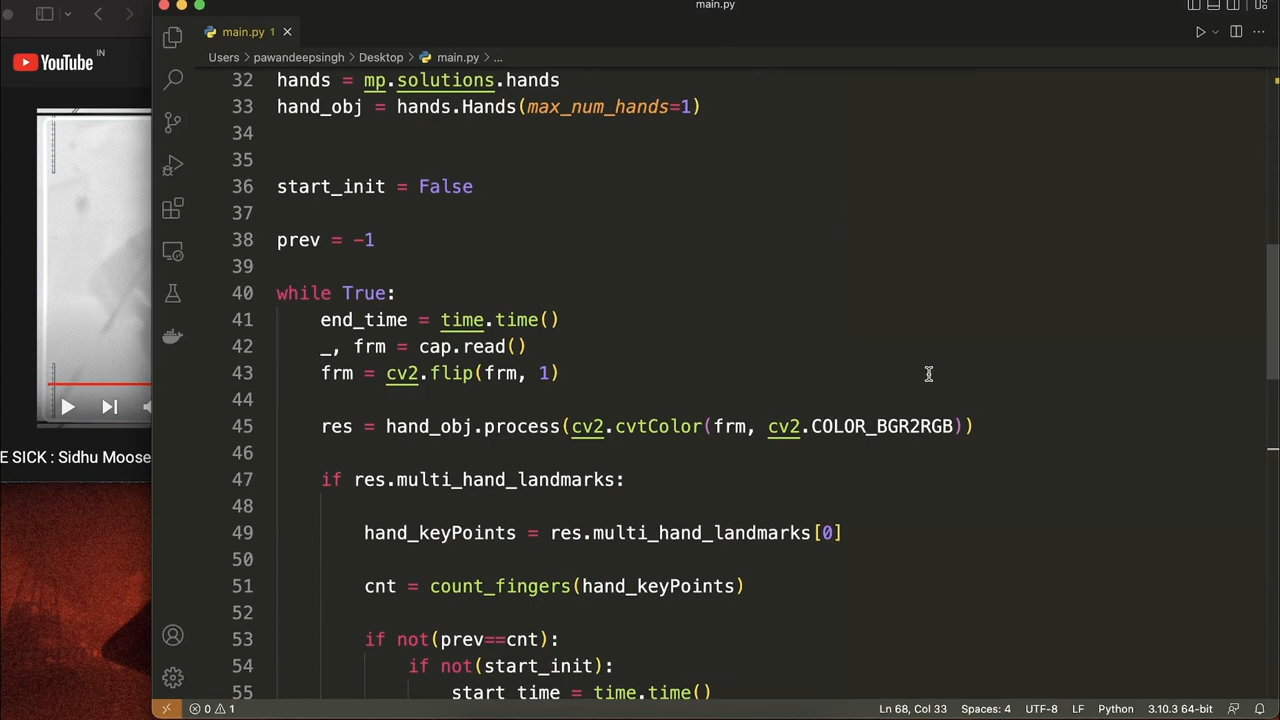 main.py
main.py 1
YouTube IN
Users > pawandeepsingh > Desktop > main.py > ...
32 hands = mp.solutions.hands
33 hand_obj = hands.Hands(max_num_hands=1)
34
35
36 start_init = False
37
38 prev = -1
39
40 while True:
41 end_time = time.time()
42 _, frm = cap.read()
43 frm = cv2.flip(frm, 1)
44
45 res = hand_obj.process(cv2.cvtColor(frm, cv2.COLOR_BGR2RGB))
46
47 if res.multi_hand_landmarks:
48
49 hand_keyPoints = res.multi_hand_landmarks[0]
50
51 cnt = count_fingers(hand_keyPoints)
52
53 if not(prev==cnt):
54 if not(start_init):
55 start_time = time.time()
E SICK : Sidhu Moose
0 1 Ln 68, Col 33 Spaces: 4 UTF-8 LF Python 3.10.3 64-bit